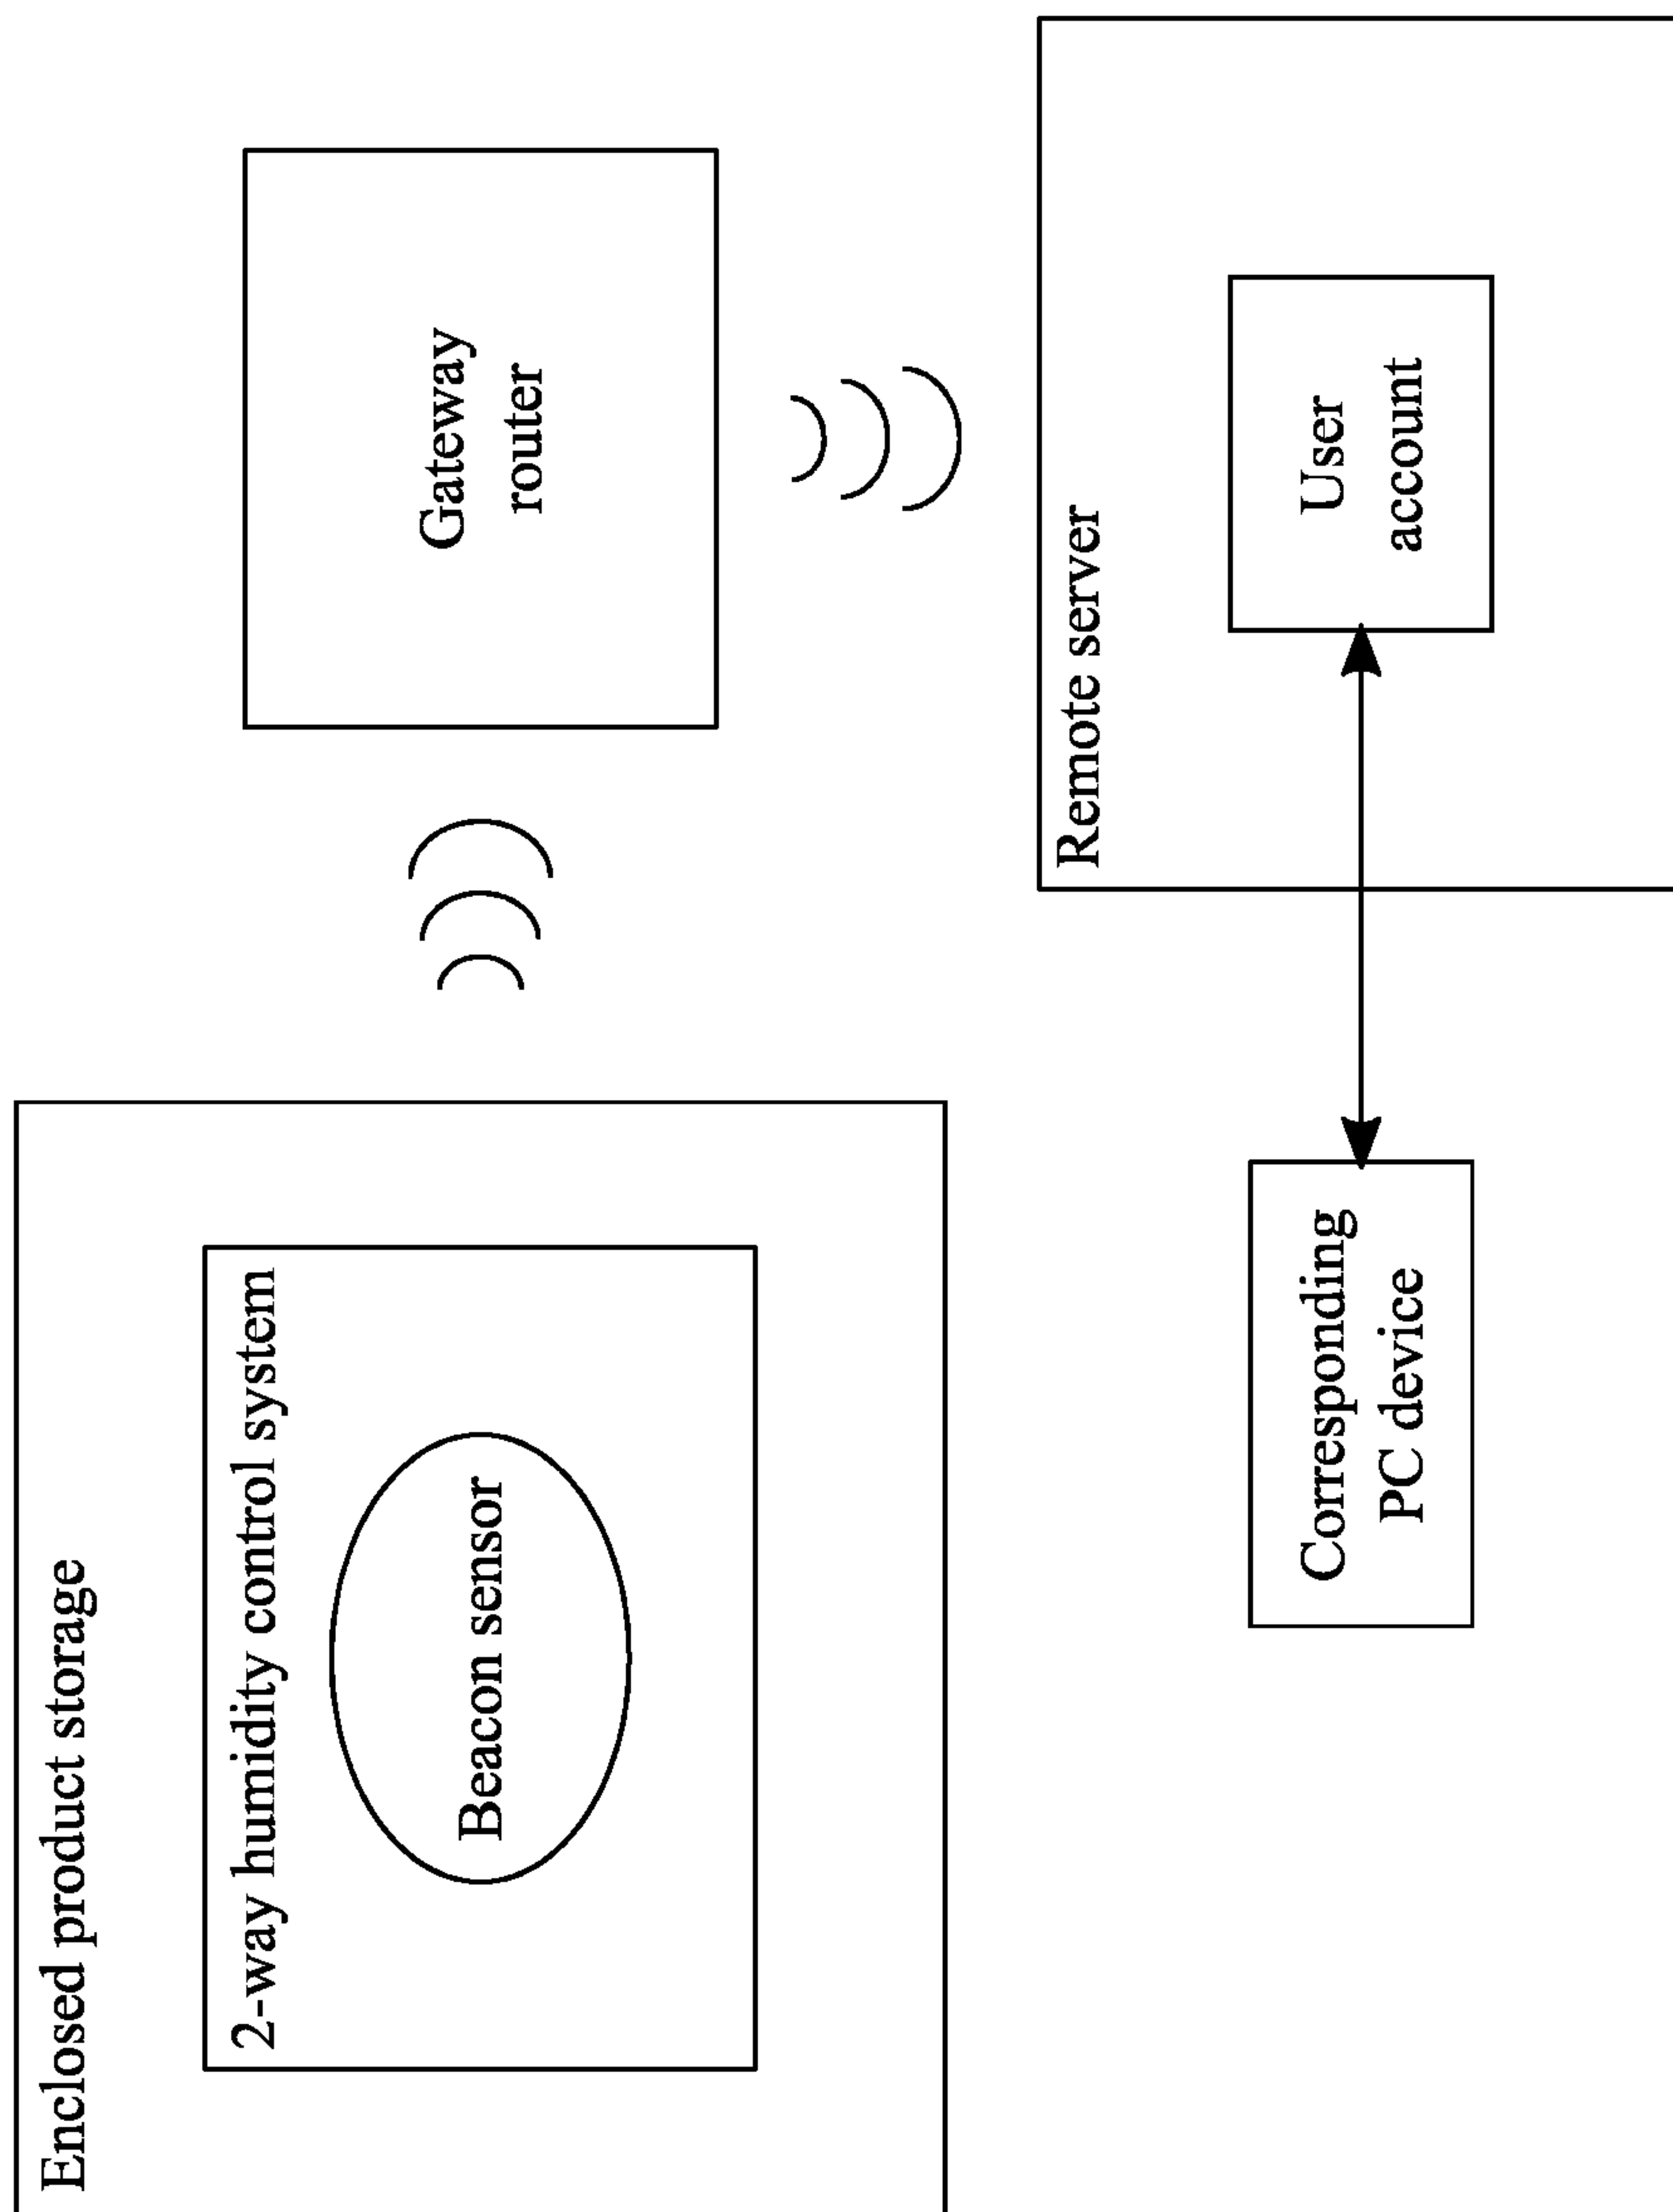 Enclosed product storage
2-way humidity control system
Beacon sensor
Gateway
router
Remote server
User
account
Corresponding
PC device